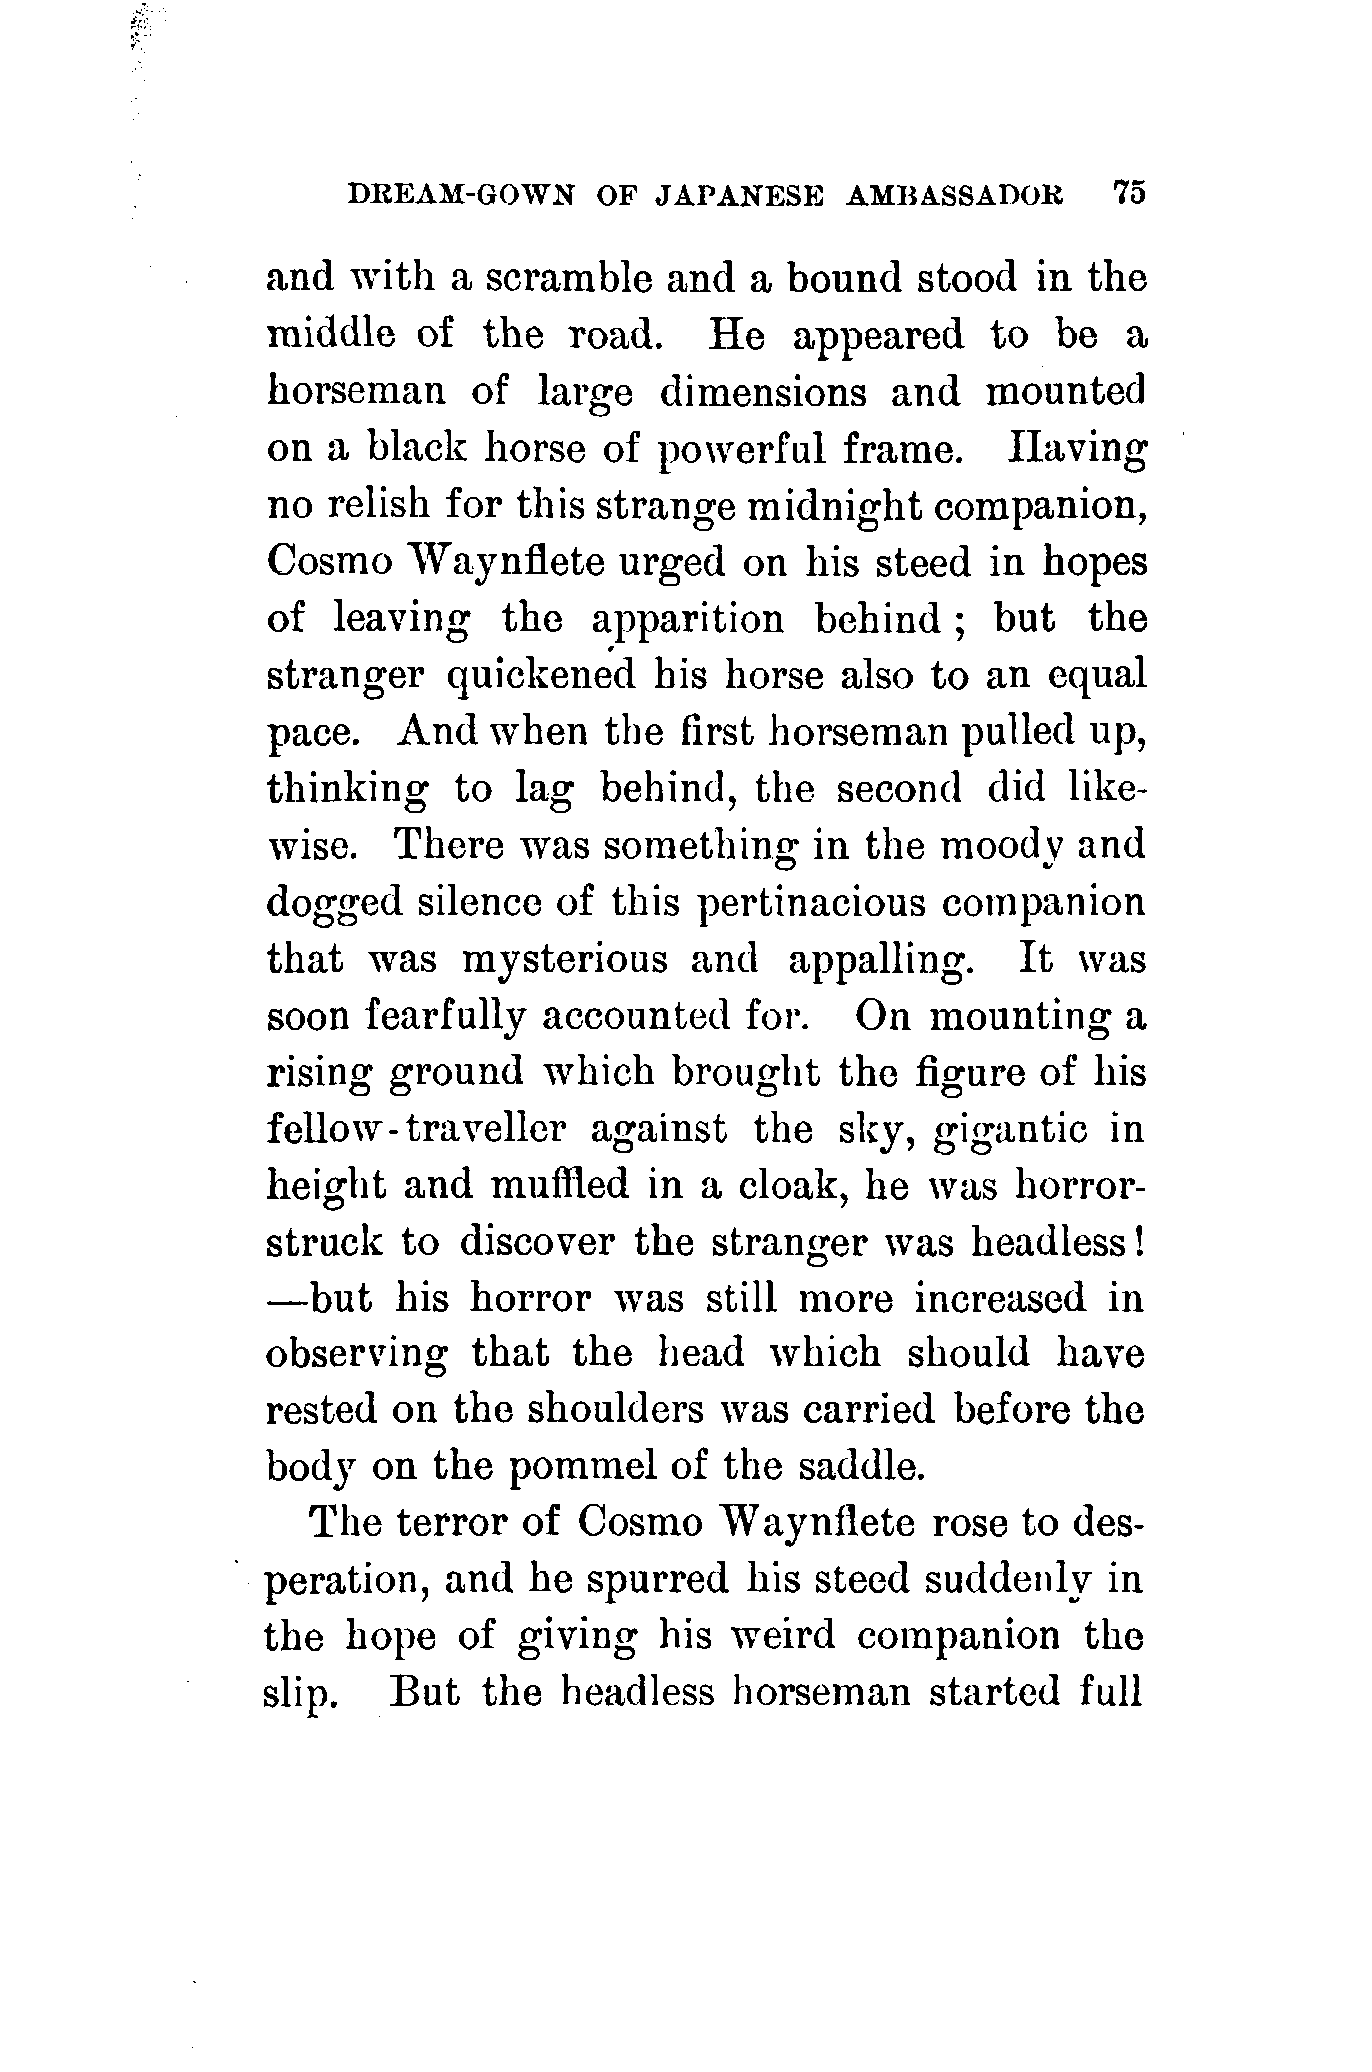 DREAM-GOWN OF JAPANESE AMBASSADOR 75
and with a scramble and a bound stood in the
middle of the road. He appeared to be a
horseman of large dimensions and mounted
on a black horse of powerful frame. Having
no relish for this strange midnight companion,
Cosmo Waynflete urged on his steed in hopes
of leaving the apparition behind ; but the
stranger quickened his horse also to an equal
pace. And when the first horseman pulled up,
thinking to lag behind, the second did like-
wise. There was something in the moody and
dogged silence of this pertinacious companion
that was mysterious and appalling. It was
soon fearfully accounted for. On mounting a
rising ground which brought the figure of his
fellow-traveller against the sky, gigantic in
height and muffled in a cloak, he was horror-
struck to discover the stranger was headless!
—but his horror was still more increased in
observing that the head which should have
rested on the shoulders was carried before the
body on the pommel of the saddle.
The terror of Cosmo Waynflete rose to des-
peration, and he spurred his steed suddenly in
the hope of giving his weird companion the
slip. But the headless horseman started full